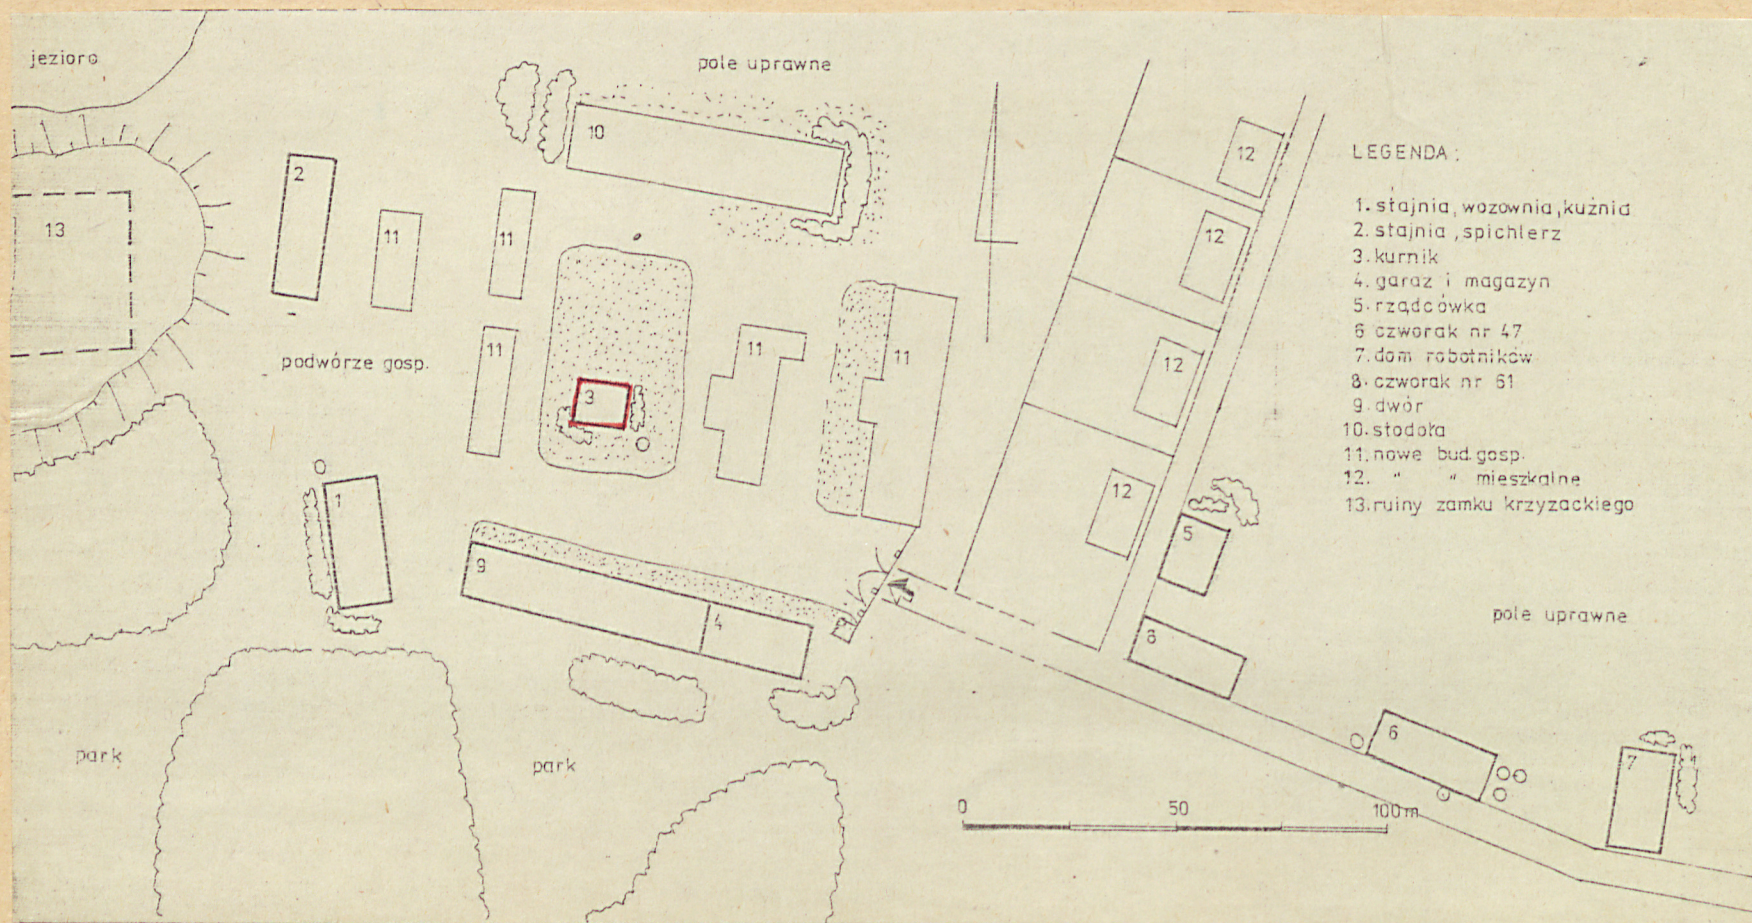 jezioro
pole uprawne
10
12
LEGENDA:
2
13
11
11
12
1. stajnia, wozownia, kuźnia
2. stajnia, spichlerz
3. kurnik
4. garaż i magazyn
5. rządcówka
6 czworak nr 47
7. dom robotników
8. czworak nr 61
9. dwór
10. stodoła
11. nowe bud. gosp.
12. " " mieszkalne
13. ruiny zamku krzyżackiego
podwórze gosp.
11
11
11
12
3
1
12
5
9
4
8
pole uprawne
park
park
6
7
0 50 100 m